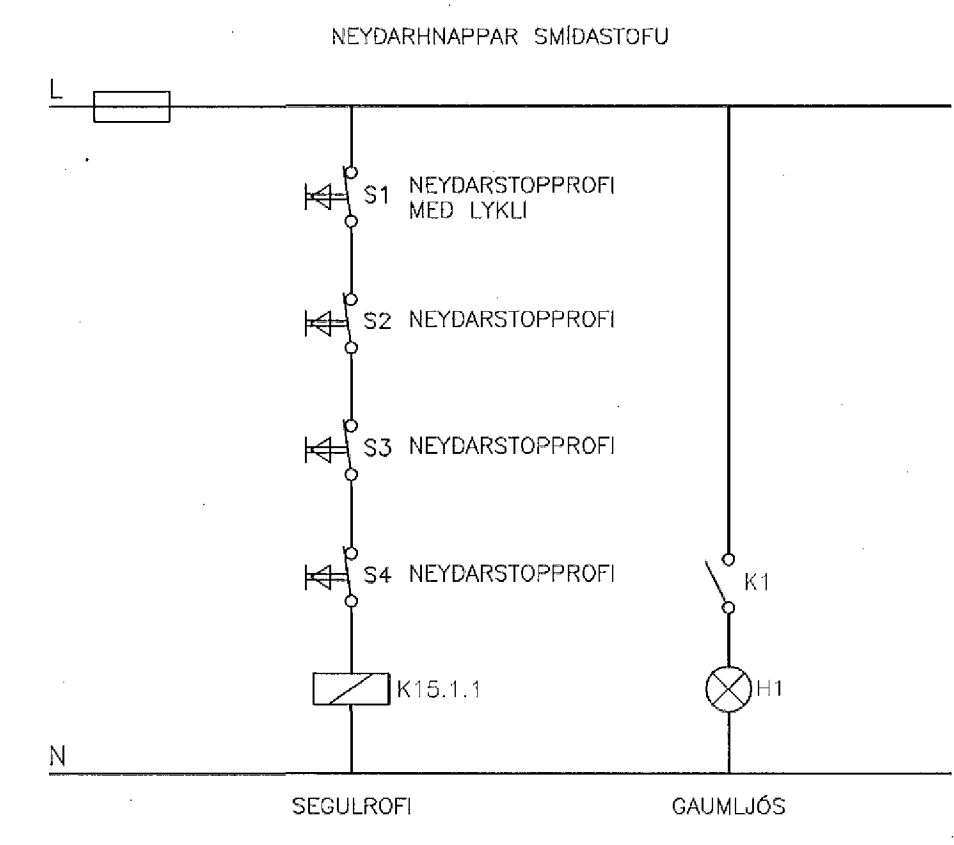 NEYDARHNAPPAR SMÍDASTOFU
L
S1 NEYDARSTOPPROFI
MED LYKLI
S2 NEYDARSTOPPROFI
S3 NEYDARSTOPPROFI
S4 NEYDARSTOPPROFI
K1
K15.1.1
H1
N
SEGULROFI
GAUMLJÓS